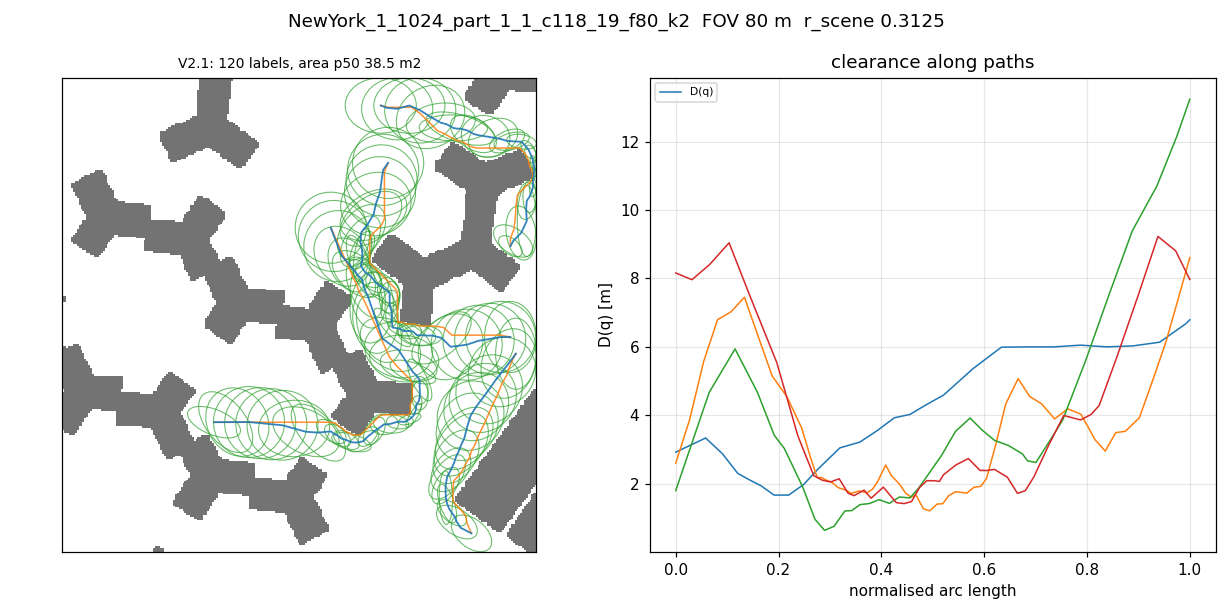 NewYork_1_1024_part_1_1_c118_19_f80_k2 FOV 80 m r_scene 0.3125
V2.1: 120 labels, area p50 38.5 m2
clearance along paths
D(q)
D(q) [m]
12
10
8
6
4
2
0.0 0.2 0.4 0.6 0.8 1.0
normalised arc length